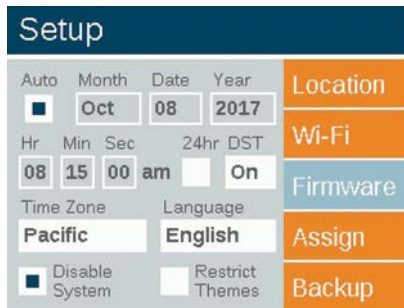 Setup
Auto Month Date Year
Oct 08 2017
Hr Min Sec 24hr DST
08 15 00 am On
Time Zone Language
Pacific English
Disable System Restrict Themes
Location
Wi-Fi
Firmware
Assign
Backup